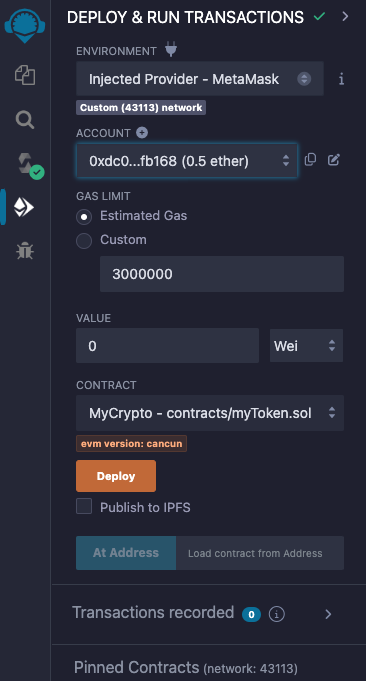 DEPLOY & RUN TRANSACTIONS
ENVIRONMENT
Injected Provider - MetaMask
Custom (43113) network
ACCOUNT
0xdc0...fb168 (0.5 ether)
GAS LIMIT
Estimated Gas
Custom
3000000
VALUE
0 Wei
CONTRACT
MyCrypto - contracts/myToken.sol
evm version: cancun
Deploy
Publish to IPFS
At Address Load contract from Address
Transactions recorded 0 i
Pinned Contracts (network: 43113)